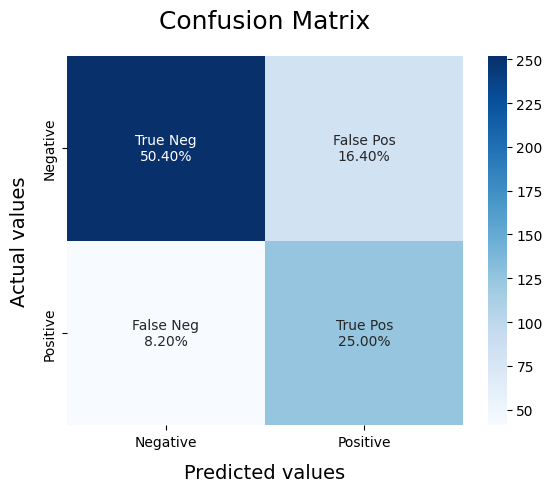 Confusion Matrix
Actual values
Negative
Positive
True Neg
50.40%
False Pos
16.40%
False Neg
8.20%
True Pos
25.00%
Negative
Positive
Predicted values
250
225
200
175
150
125
100
75
50